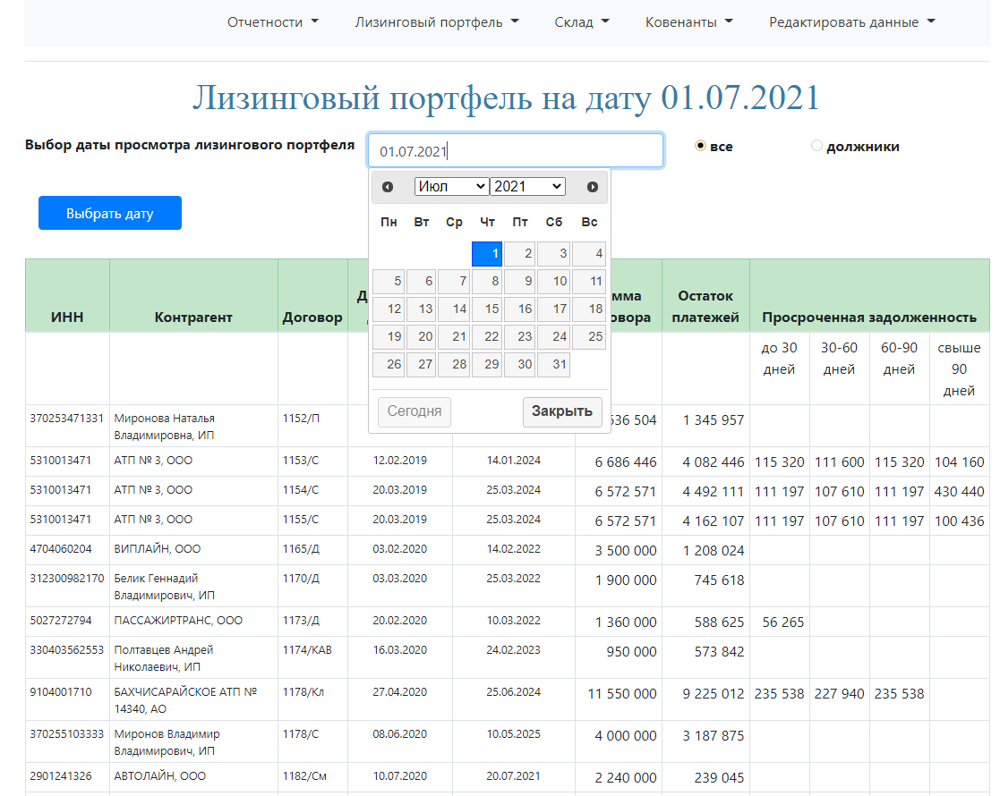 Отчетности Лизинговый портфель Склад Ковенанты Редактировать данные
Лизинговый портфель на дату 01.07.2021
Выбор даты просмотра лизингового портфеля 01.07.2021 все должники
Июл 2021
Выбрать дату
Пн Вт Ср Чт Пт Сб Вс
1 2 3 4
5 6 7 8 9 10 11
12 13 14 15 16 17 18
19 20 21 22 23 24 25
26 27 28 29 30 31
Сегодня Закрыть
ИНН Контрагент Договор Остаток платежей Просроченная задолженность
до 30 дней 30-60 дней 60-90 дней свыше 90 дней
370253471331 Миронова Наталья 1152/П 636 504 1 345 957
Владимировна, ИП
5310013471 АТП № 3, ООО 1153/С 12.02.2019 14.01.2024 6 686 446 4 082 446 115 320 111 600 115 320 104 160
5310013471 АТП № 3, ООО 1154/С 20.03.2019 25.03.2024 6 572 571 4 492 111 111 197 107 610 111 197 430 440
5310013471 АТП № 3, ООО 1155/С 20.03.2019 25.03.2024 6 572 571 4 162 107 111 197 107 610 111 197 100 436
4704060204 ВИПЛАЙН, ООО 1165/Д 03.02.2020 14.02.2022 3 500 000 1 208 024
312300982170 Белик Геннадий 1170/Д 03.03.2020 25.03.2022 1 900 000 745 618
Владимирович, ИП
5027272794 ПАССАЖИРТРАНС, ООО 1173/Д 20.02.2020 10.03.2022 1 360 000 588 625 56 265
330403562553 Полтавцев Андрей 1174/КАВ 16.03.2020 24.02.2023 950 000 573 842
Николаевич, ИП
9104001710 БАХЧИСАРАЙСКОЕ АТП № 1178/Кл 27.04.2020 25.06.2024 11 550 000 9 225 012 235 538 227 940 235 538
14340, АО
370255103333 Миронов Владимир 1178/С 08.06.2020 10.05.2025 4 000 000 3 187 875
Владимирович, ИП
2901241326 АВТОЛАЙН, ООО 1182/См 10.07.2020 20.07.2021 2 240 000 239 045